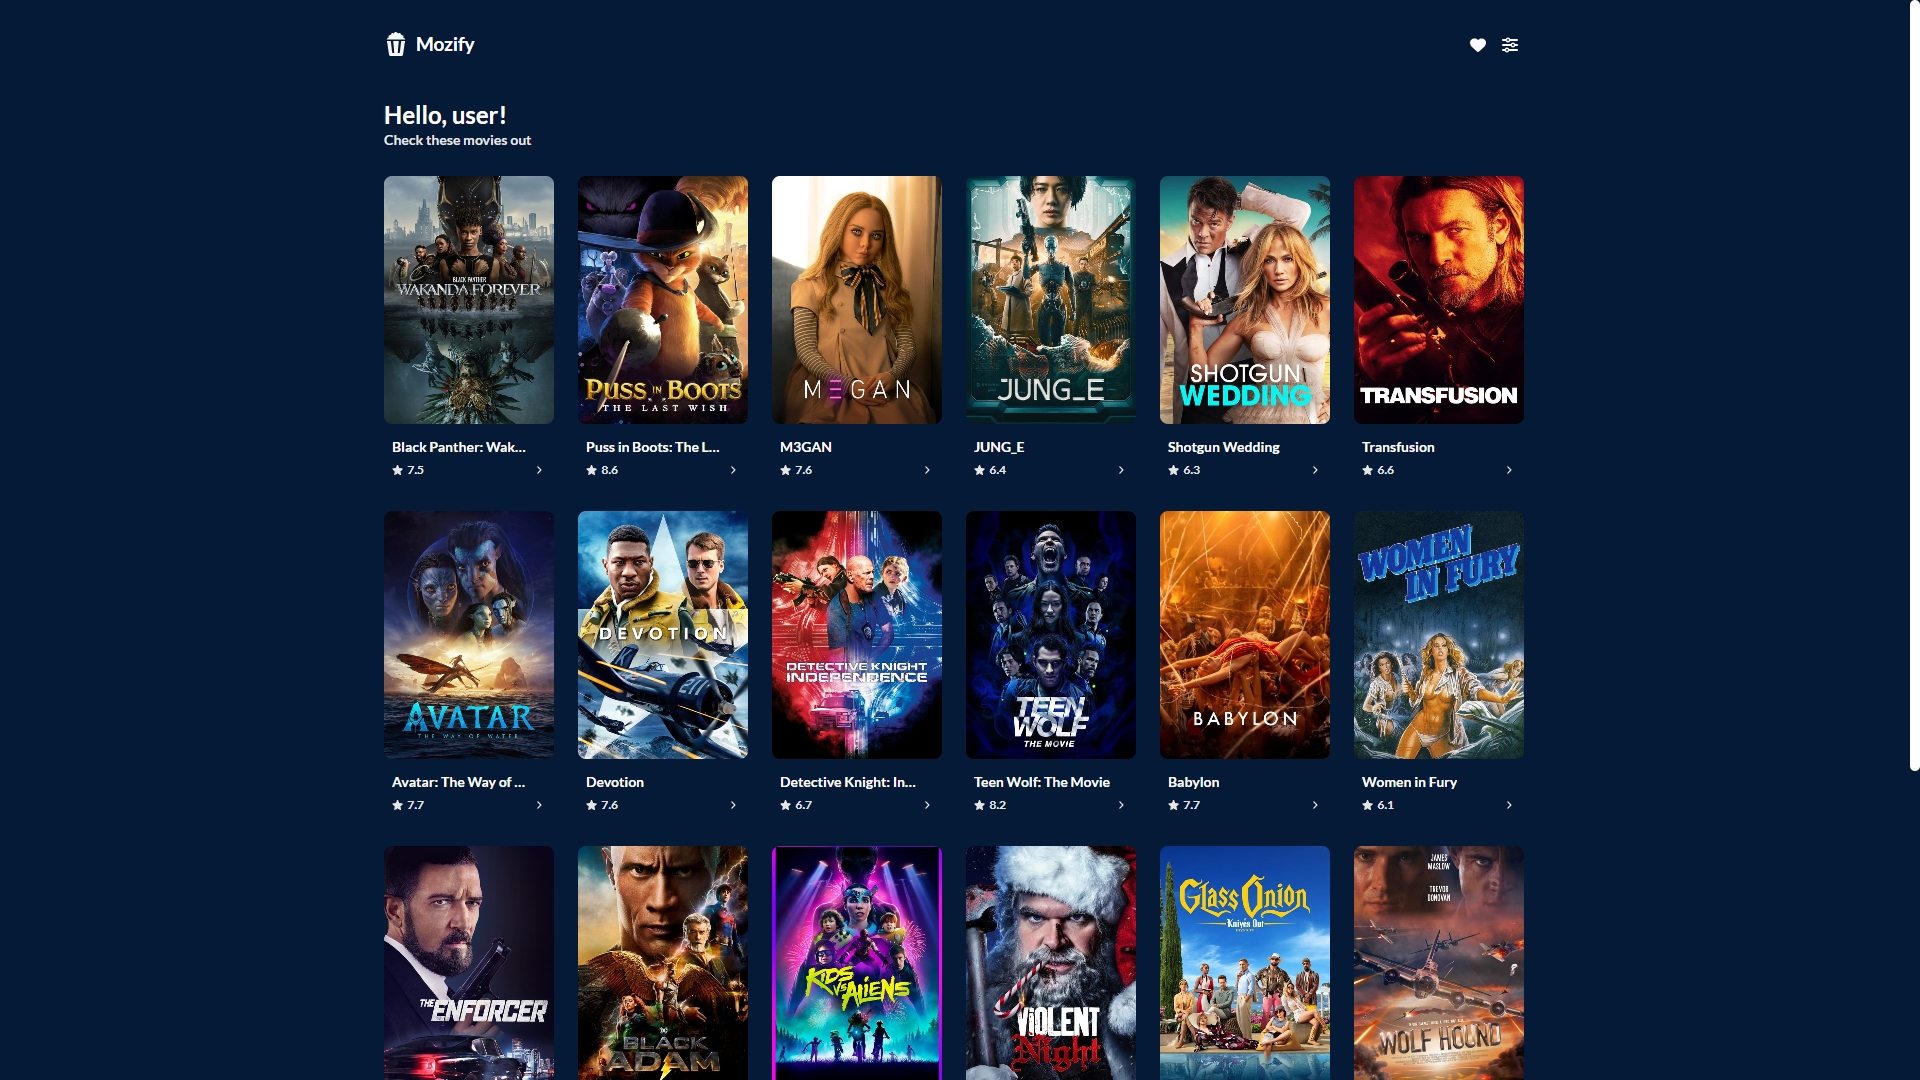 Mozify
Hello, user!
Check these movies out
BLACK PANTHER
WAKANDA FOREVER
PUSS IN BOOTS
THE LAST WISH
M3GAN
JUNG_E
SHOTGUN
WEDDING
TRANSFUSION
Black Panther: Wak...
Puss in Boots: The L...
M3GAN
JUNG_E
Shotgun Wedding
Transfusion
7.5
8.6
7.6
6.4
6.3
6.6
AVATAR
THE WAY OF WATER
DEVOTION
DETECTIVE KNIGHT
INDEPENDENCE
TEEN
WOLF
THE MOVIE
BABYLON
WOMEN
IN FURY
Avatar: The Way of ...
Devotion
Detective Knight: In...
Teen Wolf: The Movie
Babylon
Women in Fury
7.7
7.6
6.7
8.2
7.7
6.1
THE ENFORCER
DC
BLACK
ADAM
KIDS
VS ALIENS
VIOLENT
Night
GLASS ONION
Knives Out
JAMES
MASLOW
TREVOR
DONOVAN
WOLF HOUND